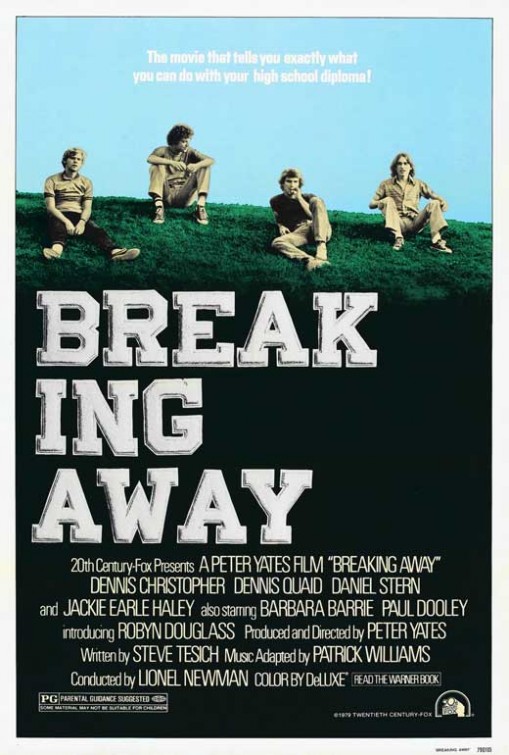 The movie that tells you exactly what
you can do with your high school diploma!
BREAK
ING
AWAY
20th Century-Fox Presents A PETER YATES FILM "BREAKING AWAY"
DENNIS CHRISTOPHER DENNIS QUAID DANIEL STERN
and JACKIE EARLE HALEY also starring BARBARA BARRIE PAUL DOOLEY
introducing ROBYN DOUGLASS Produced and Directed by PETER YATES
Written by STEVE TESICH Music Adapted by PATRICK WILLIAMS
Conducted by LIONEL NEWMAN COLOR BY DeLUXE® READ THE WARNER BOOK
PG PARENTAL GUIDANCE SUGGESTED
SOME MATERIAL MAY NOT BE SUITABLE FOR CHILDREN
©1979 TWENTIETH CENTURY-FOX
"BREAKING AWAY" 790105